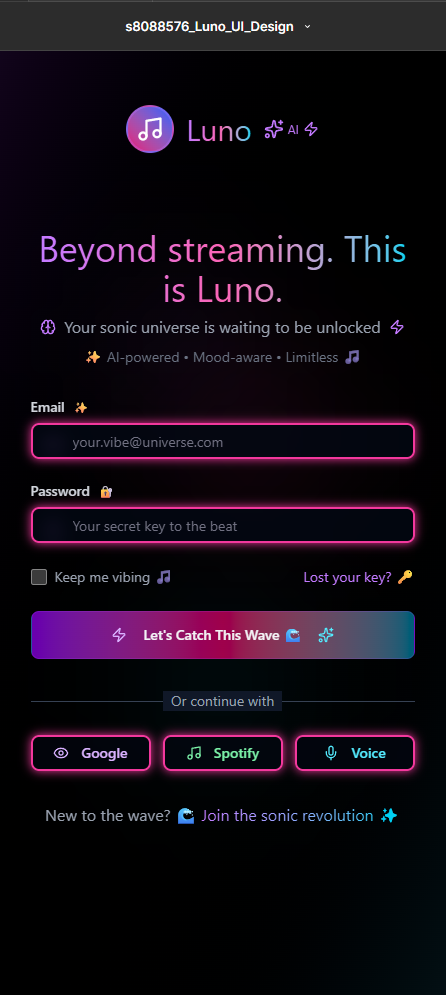 s8088576_Luno_UI_Design
Luno AI
Beyond streaming. This
is Luno.
Your sonic universe is waiting to be unlocked
✨ AI-powered • Mood-aware • Limitless 🎵
Email ✨
your.vibe@universe.com
Password 🔐
Your secret key to the beat
Keep me vibing 🎵 Lost your key? 🔑
Let's Catch This Wave 🌊
Or continue with
Google Spotify Voice
New to the wave? 🌊 Join the sonic revolution ✨